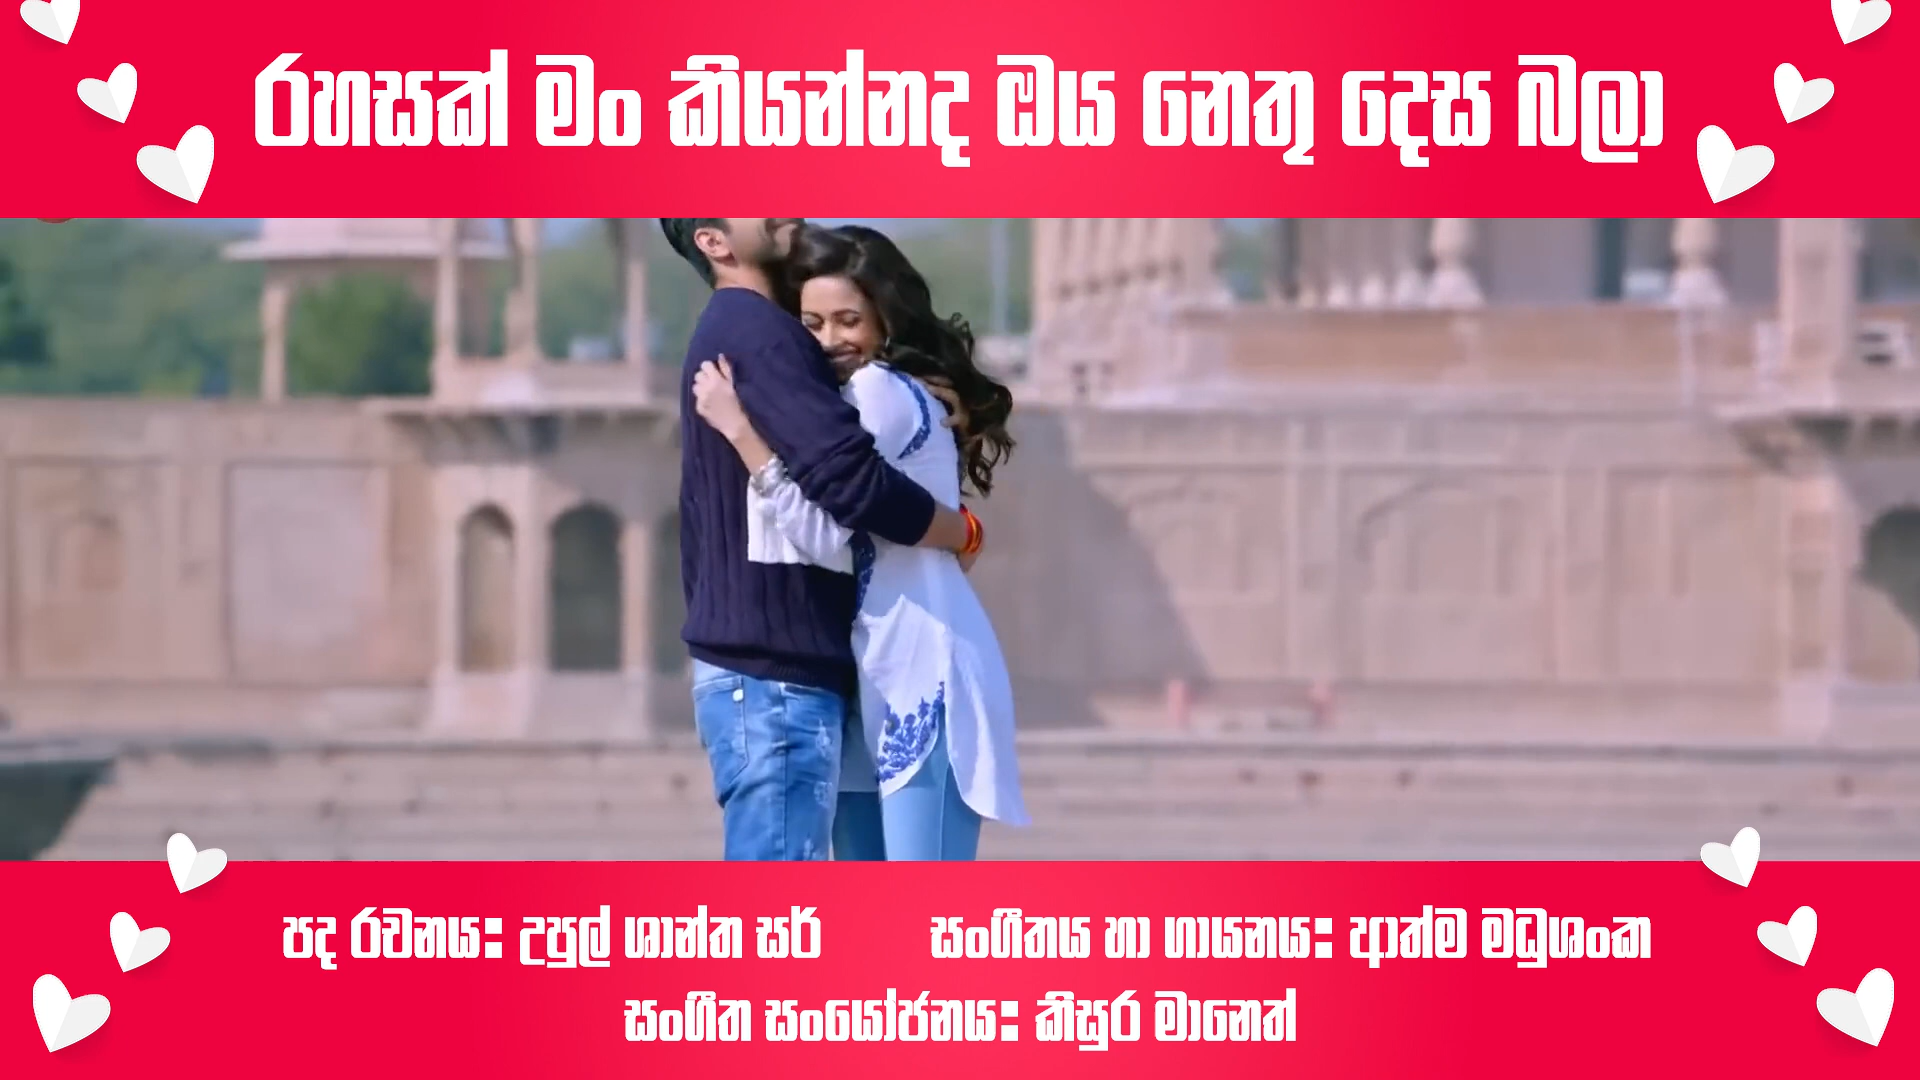 රහසක් මං කියන්නද ඔය නෙතු දෙස බලා
පද රචනය: උපුල් ශාන්ත සර් සංගීතය හා ගායනය: ආත්ම මධුශංක
සංගීත සංයෝජනය: කිසුර මානෙත්